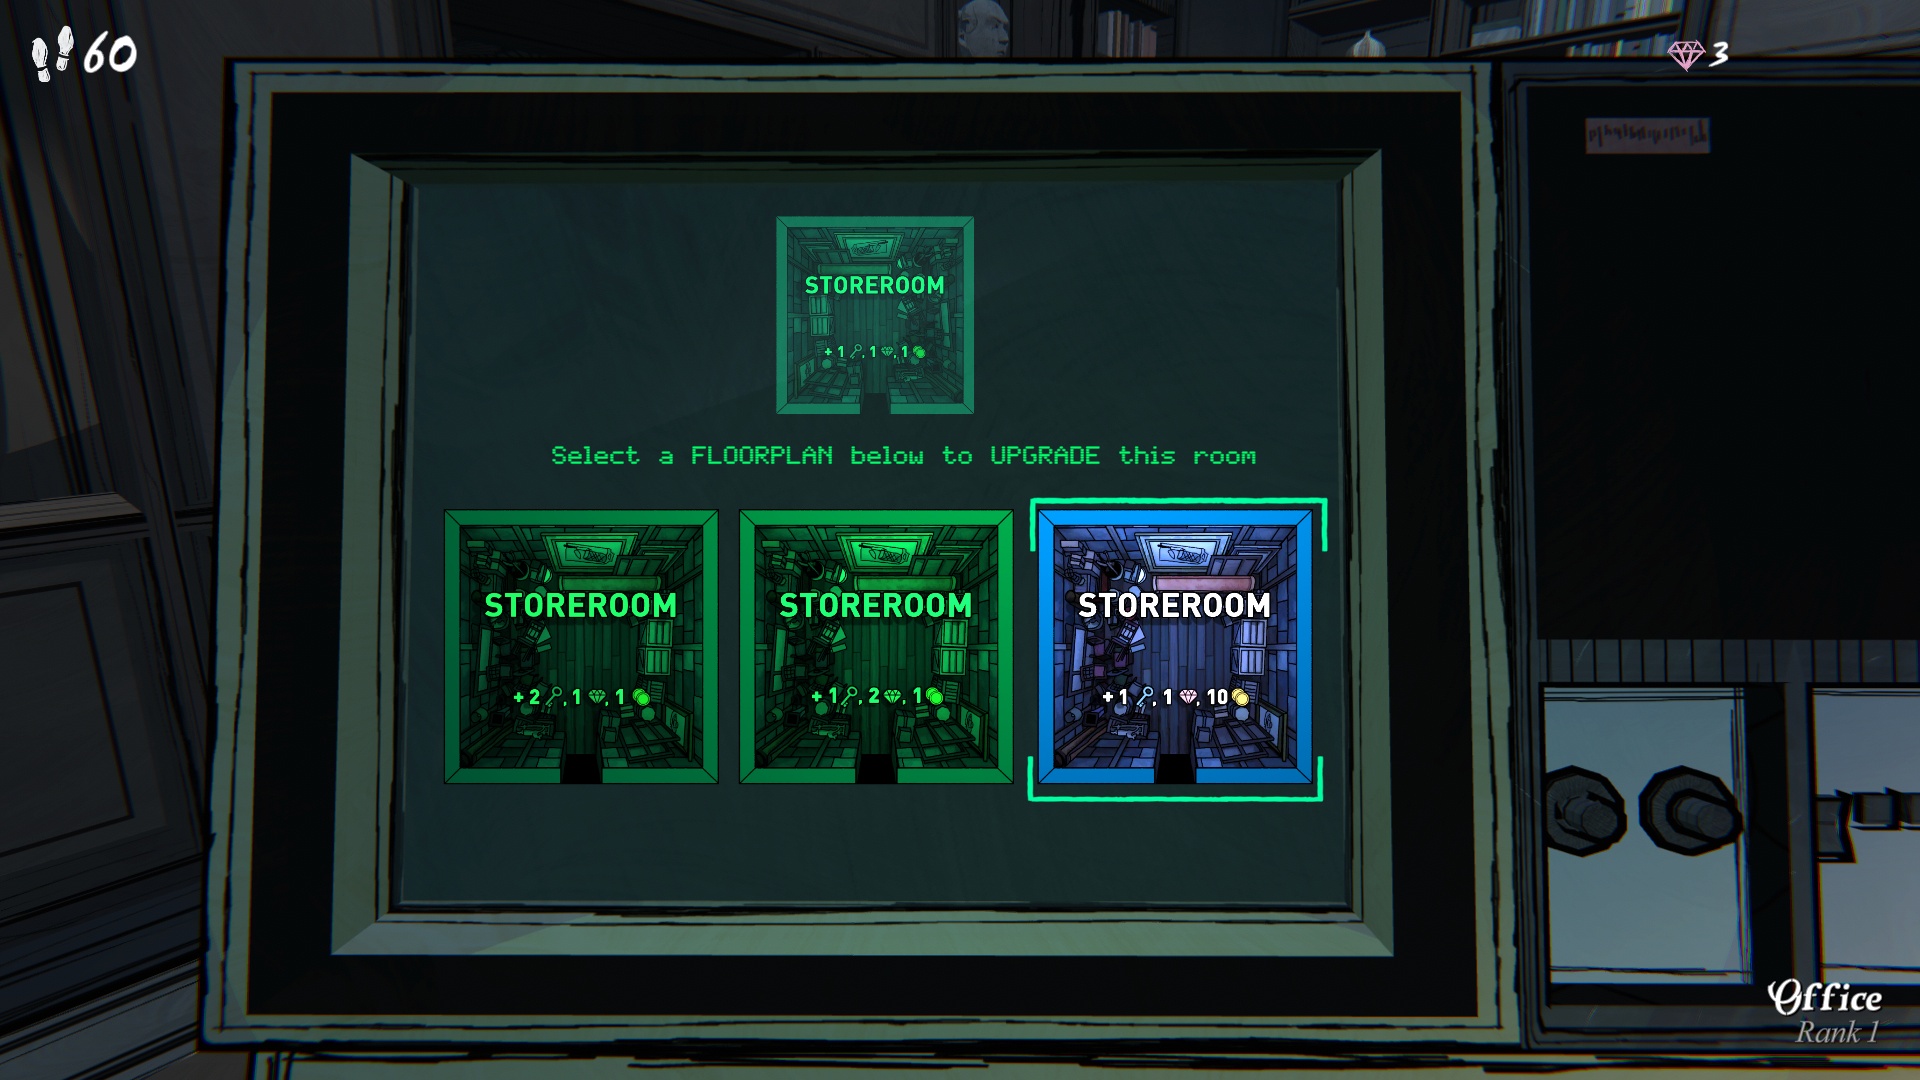 60
3
STOREROOM
+1, 1, 1
Select a FLOORPLAN below to UPGRADE this room
STOREROOM
+2, 1, 1
STOREROOM
+1, 2, 1
STOREROOM
+1, 1, 10
Office
Rank 1